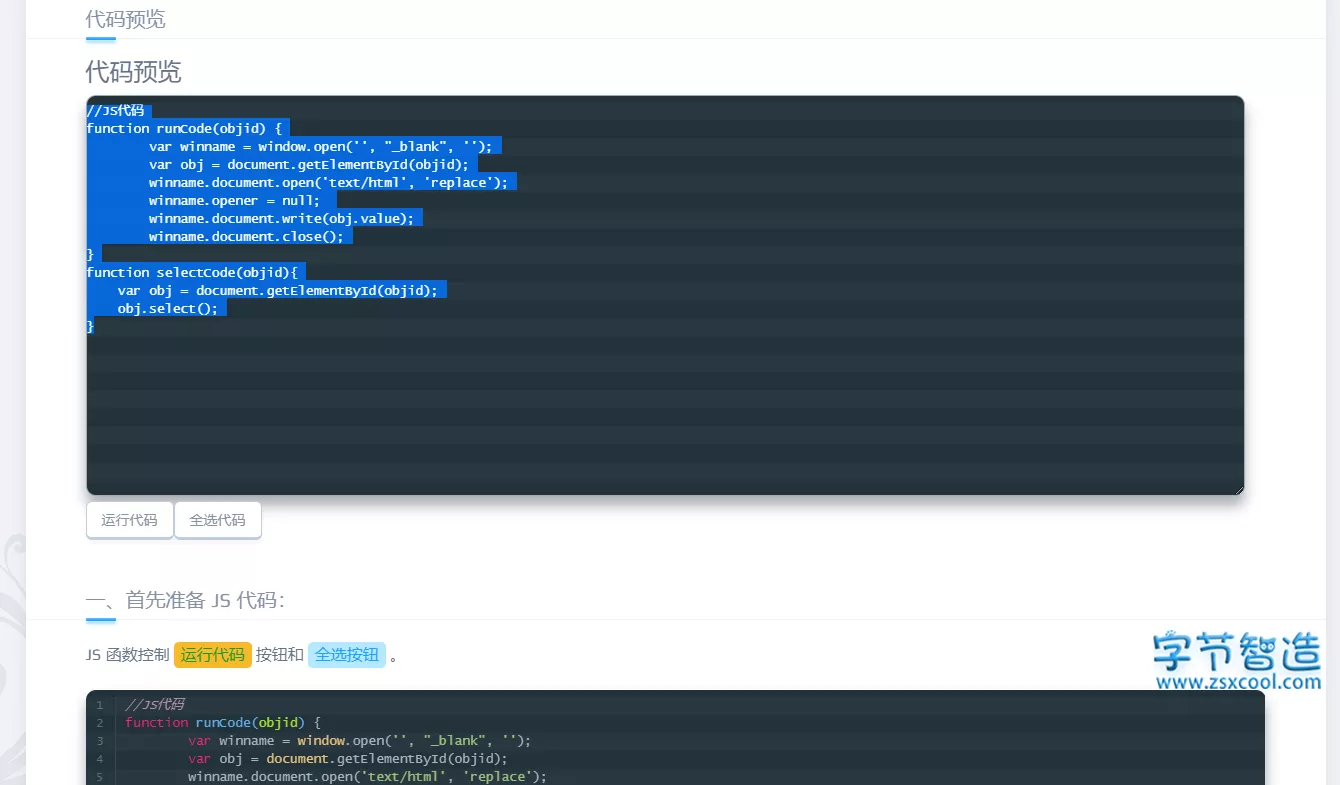 代码预览
代码预览
//JS代码
function runCode(objid) {
        var winname = window.open('', "_blank", '');
        var obj = document.getElementById(objid);
        winname.document.open('text/html', 'replace');
        winname.opener = null;
        winname.document.write(obj.value);
        winname.document.close();
}
function selectCode(objid){
    var obj = document.getElementById(objid);
    obj.select();
}
运行代码 全选代码
一、首先准备 JS 代码：
JS 函数控制 运行代码 按钮和 全选按钮 。
字节智造
www.zsxcool.com
1 //JS代码
2 function runCode(objid) {
3         var winname = window.open('', "_blank", '');
4         var obj = document.getElementById(objid);
5         winname.document.open('text/html', 'replace');